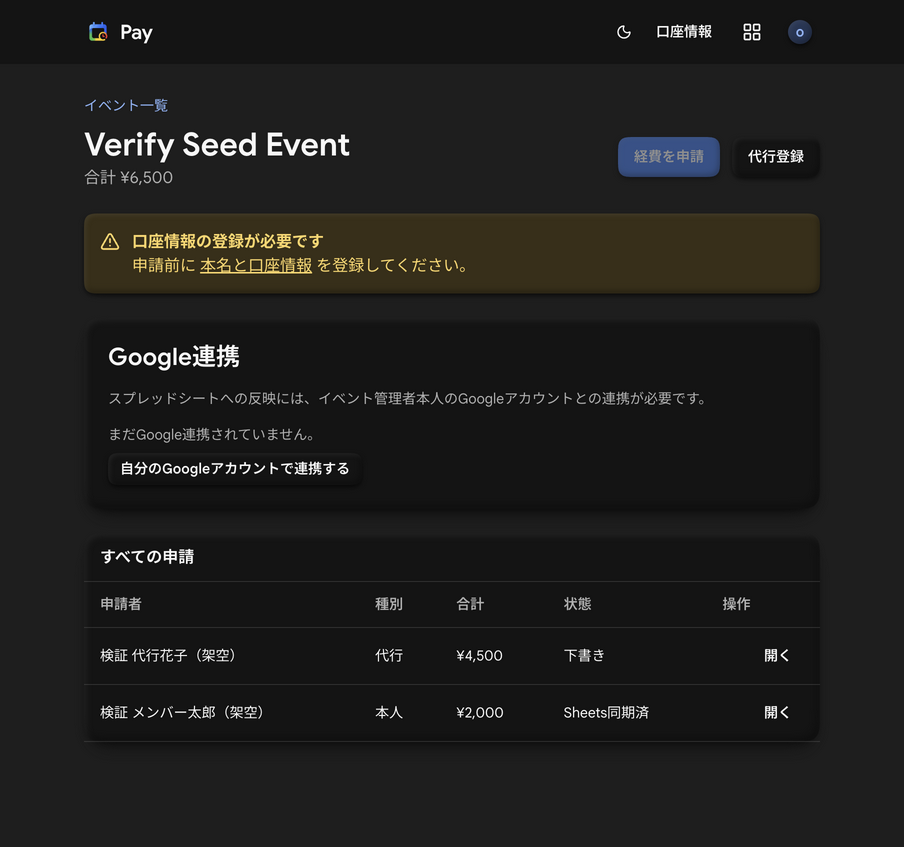 Pay
口座情報
o
イベント一覧
Verify Seed Event
合計 ¥6,500
経費を申請
代行登録
口座情報の登録が必要です
申請前に 本名と口座情報 を登録してください。
Google連携
スプレッドシートへの反映には、イベント管理者本人のGoogleアカウントとの連携が必要です。
まだGoogle連携されていません。
自分のGoogleアカウントで連携する
すべての申請
申請者 種別 合計 状態 操作
検証 代行花子（架空） 代行 ¥4,500 下書き 開く
検証 メンバー太郎（架空） 本人 ¥2,000 Sheets同期済 開く